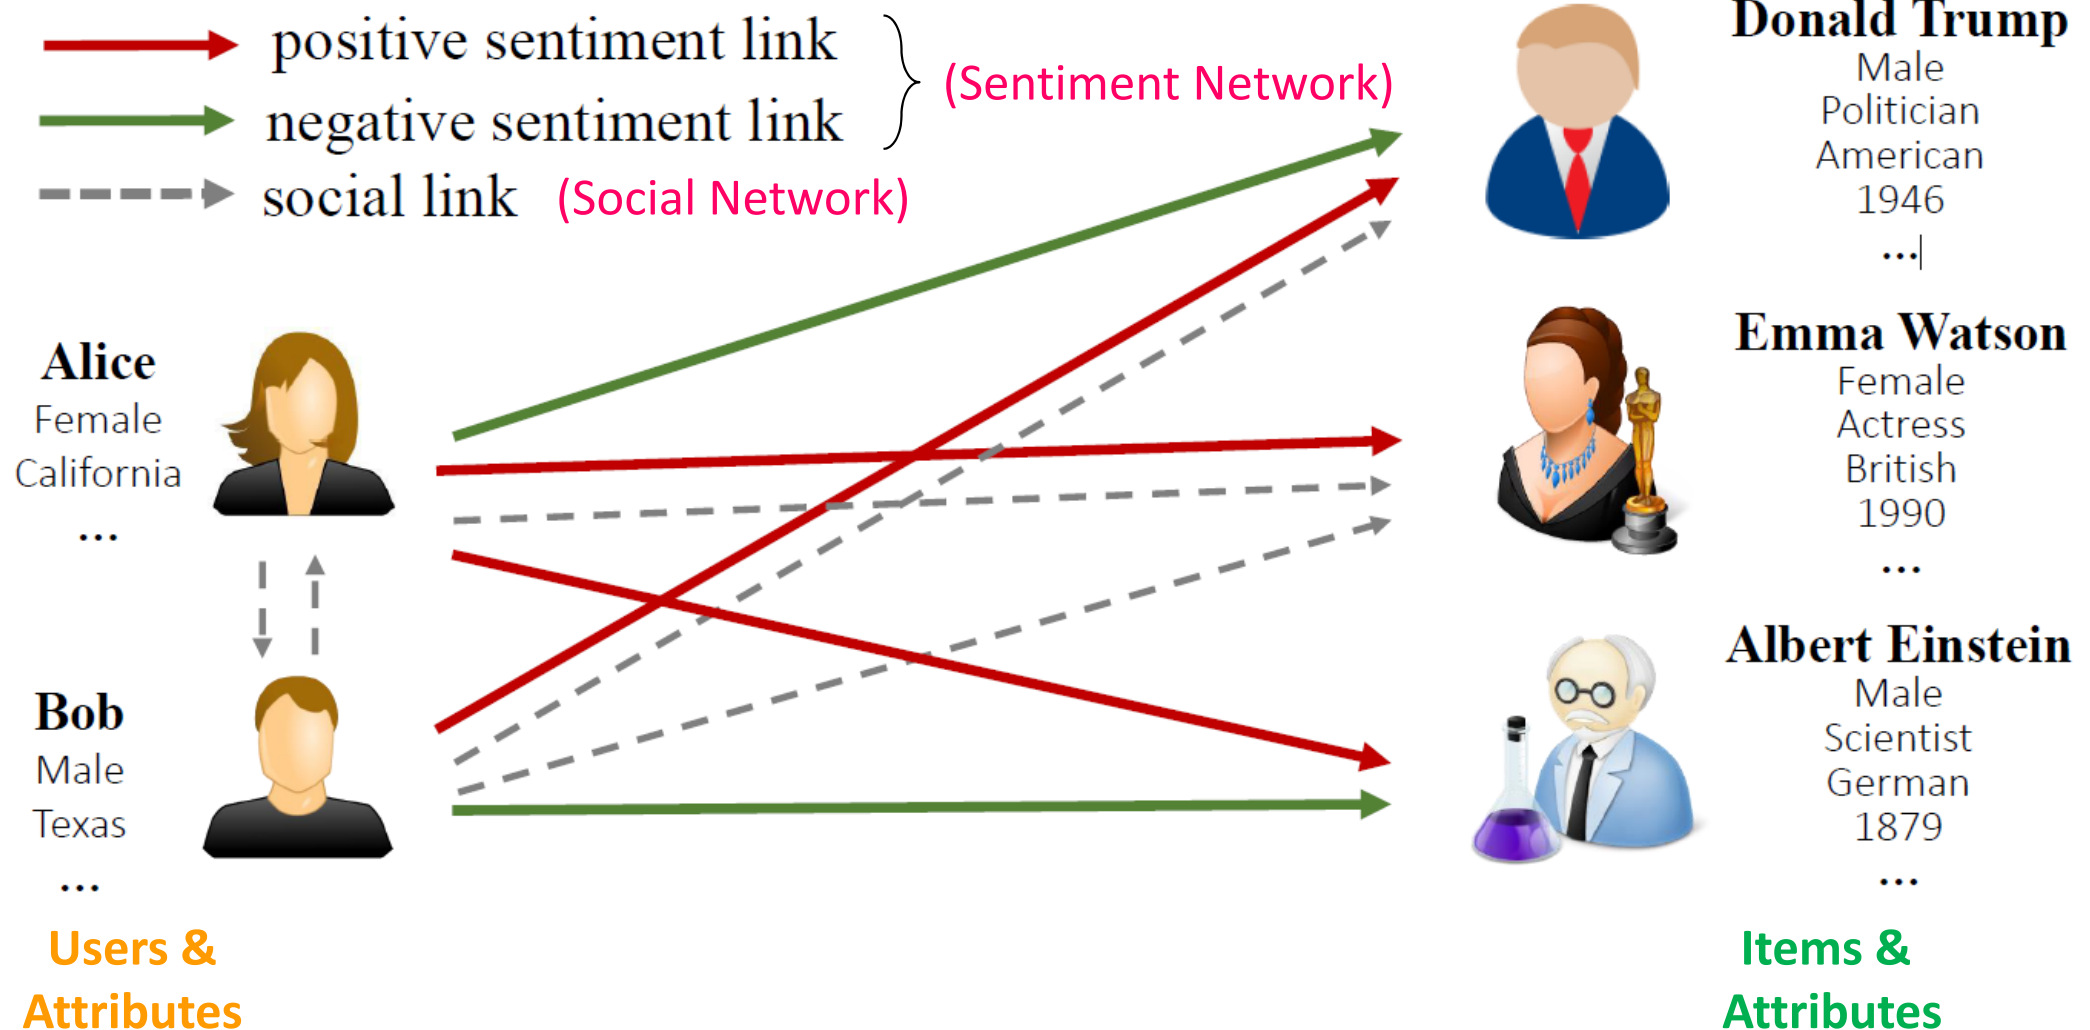 positive sentiment link
negative sentiment link
(Sentiment Network)
social link (Social Network)
Alice
Female
California
...
Bob
Male
Texas
...
Users &
Attributes
Donald Trump
Male
Politician
American
1946
...
Emma Watson
Female
Actress
British
1990
...
Albert Einstein
Male
Scientist
German
1879
...
Items &
Attributes